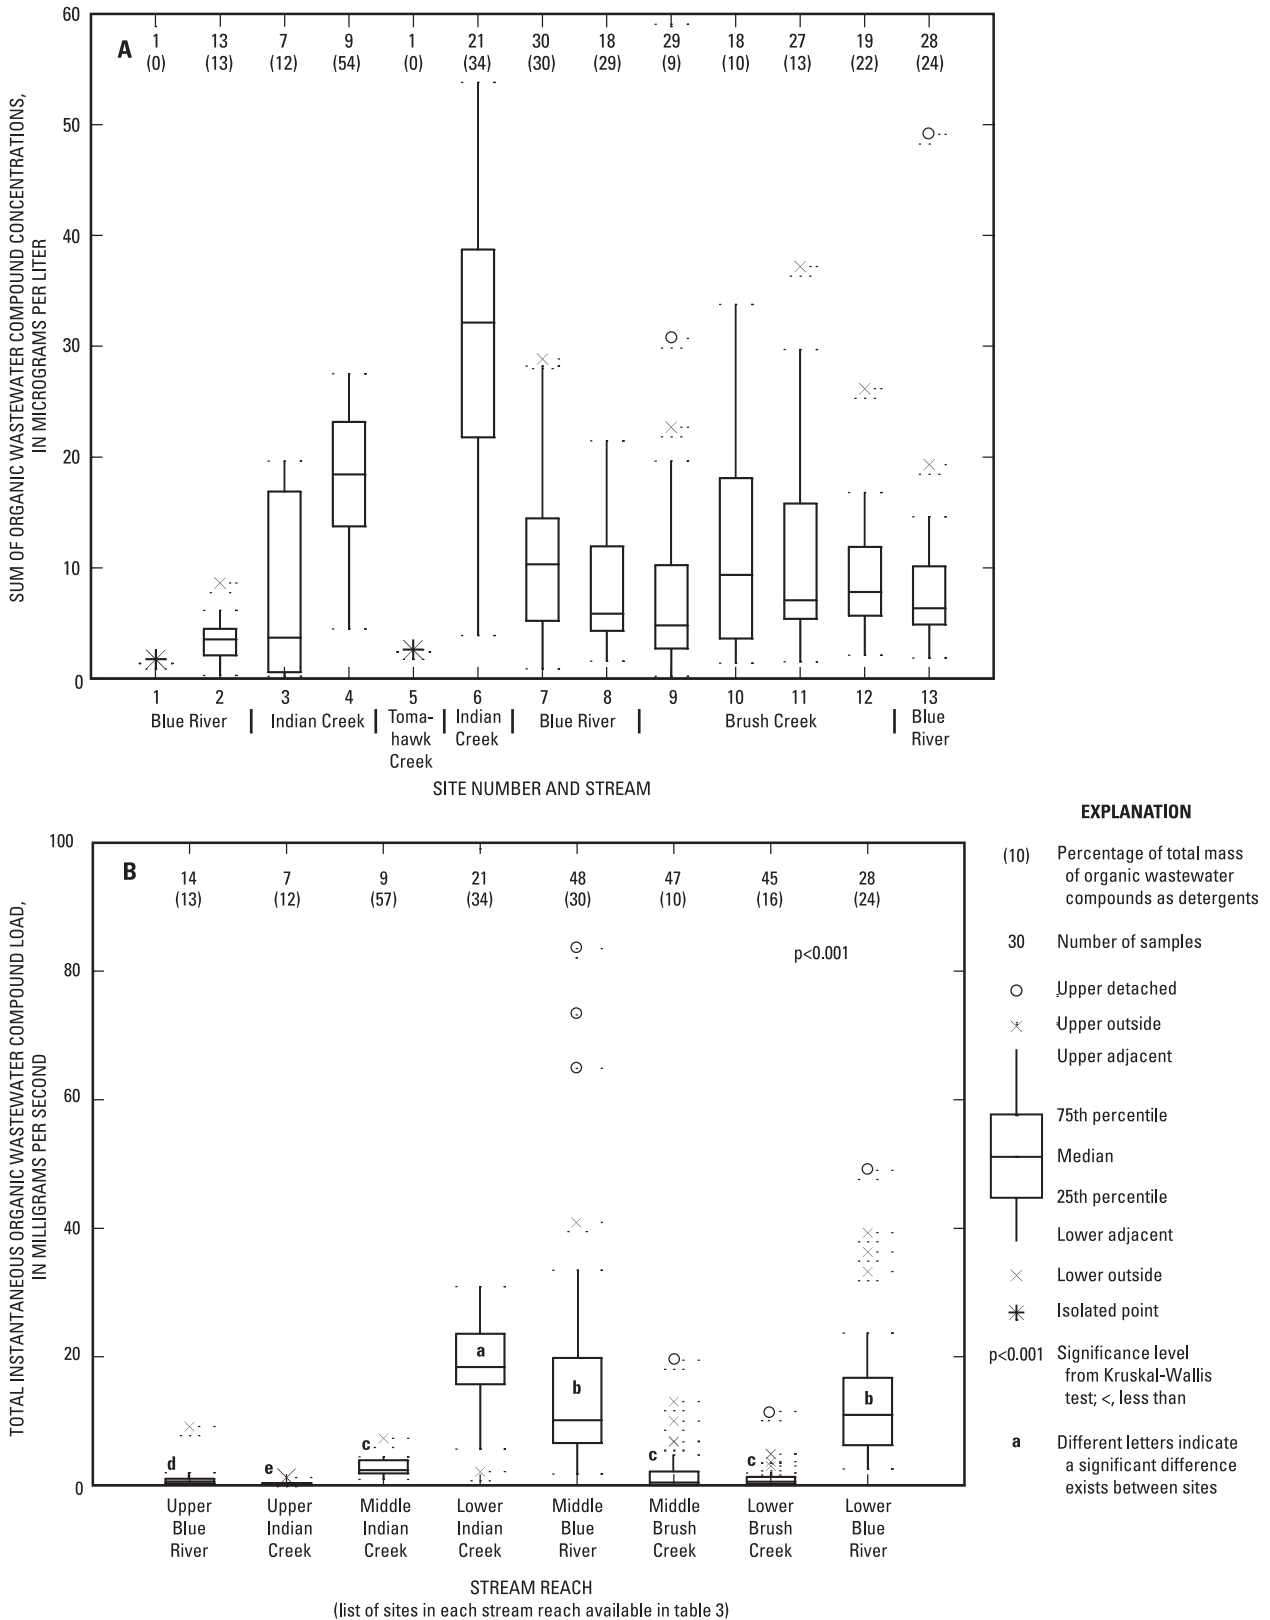 A
60
50
40
30
20
10
0
SUM OF ORGANIC WASTEWATER COMPOUND CONCENTRATIONS,
IN MICROGRAMS PER LITER
1 13 7 9 1 21 30 18 29 18 27 19 28
(0) (13) (12) (54) (0) (34) (30) (29) (9) (10) (13) (22) (24)
1 2 3 4 5 6 7 8 9 10 11 12 13
Blue River
Indian Creek
Toma-
hawk
Creek
Indian
Creek
Blue River
Brush Creek
Blue
River
SITE NUMBER AND STREAM
B
100
80
60
40
20
0
TOTAL INSTANTANEOUS ORGANIC WASTEWATER COMPOUND LOAD,
IN MILLIGRAMS PER SECOND
14 7 9 21 48 47 45 28
(13) (12) (57) (34) (30) (10) (16) (24)
p<0.001
d
e
c
a
b
c
c
b
Upper
Blue
River
Upper
Indian
Creek
Middle
Indian
Creek
Lower
Indian
Creek
Middle
Blue
River
Middle
Brush
Creek
Lower
Brush
Creek
Lower
Blue
River
STREAM REACH
(list of sites in each stream reach available in table 3)
EXPLANATION
(10) Percentage of total mass
of organic wastewater
compounds as detergents
30 Number of samples
Upper detached
Upper outside
Upper adjacent
75th percentile
Median
25th percentile
Lower adjacent
Lower outside
Isolated point
p<0.001 Significance level
from Kruskal-Wallis
test; <, less than
a Different letters indicate
a significant difference
exists between sites